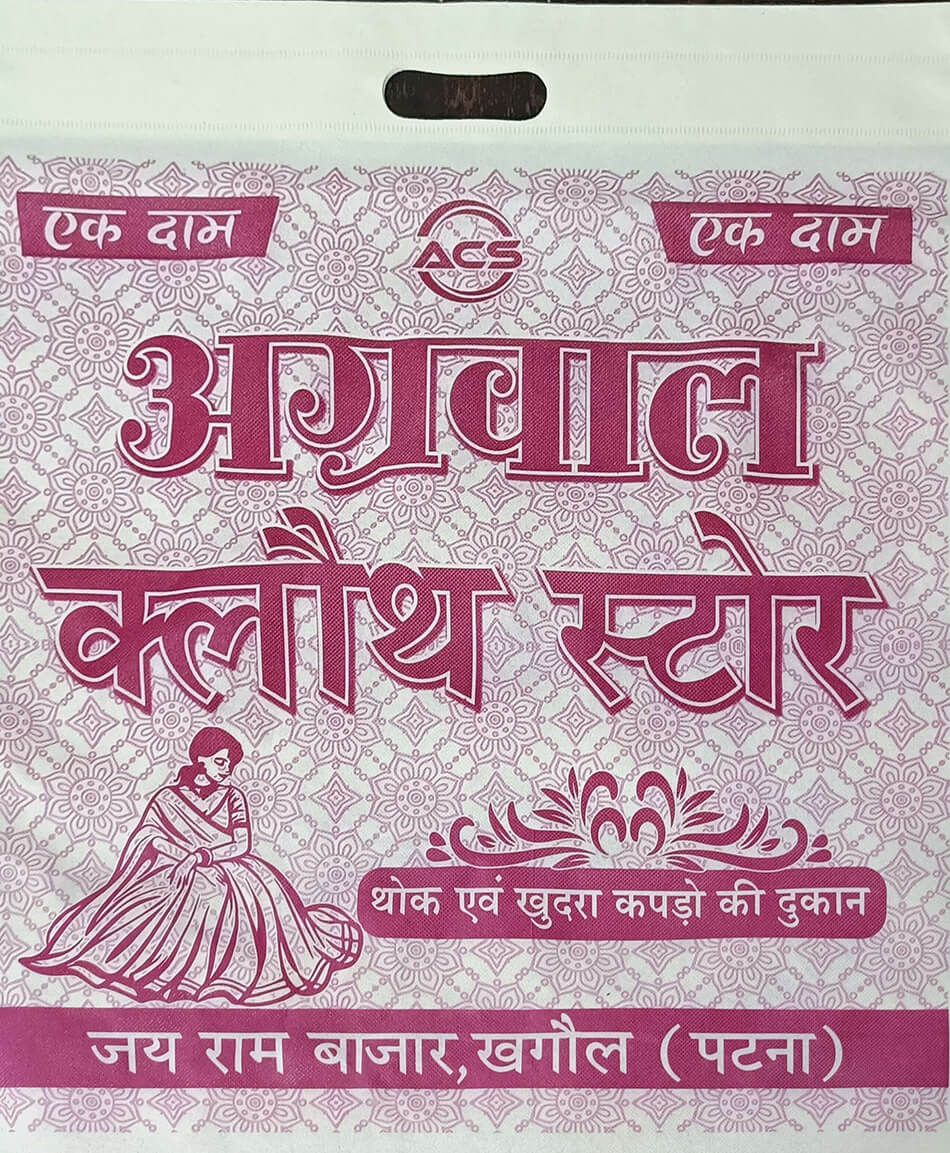 एक दाम
ACS
एक दाम
अग्रवाल
क्लौथ स्टोर
थोक एवं खुदरा कपड़ो की दुकान
जय राम बाजार, खगौल ( पटना )